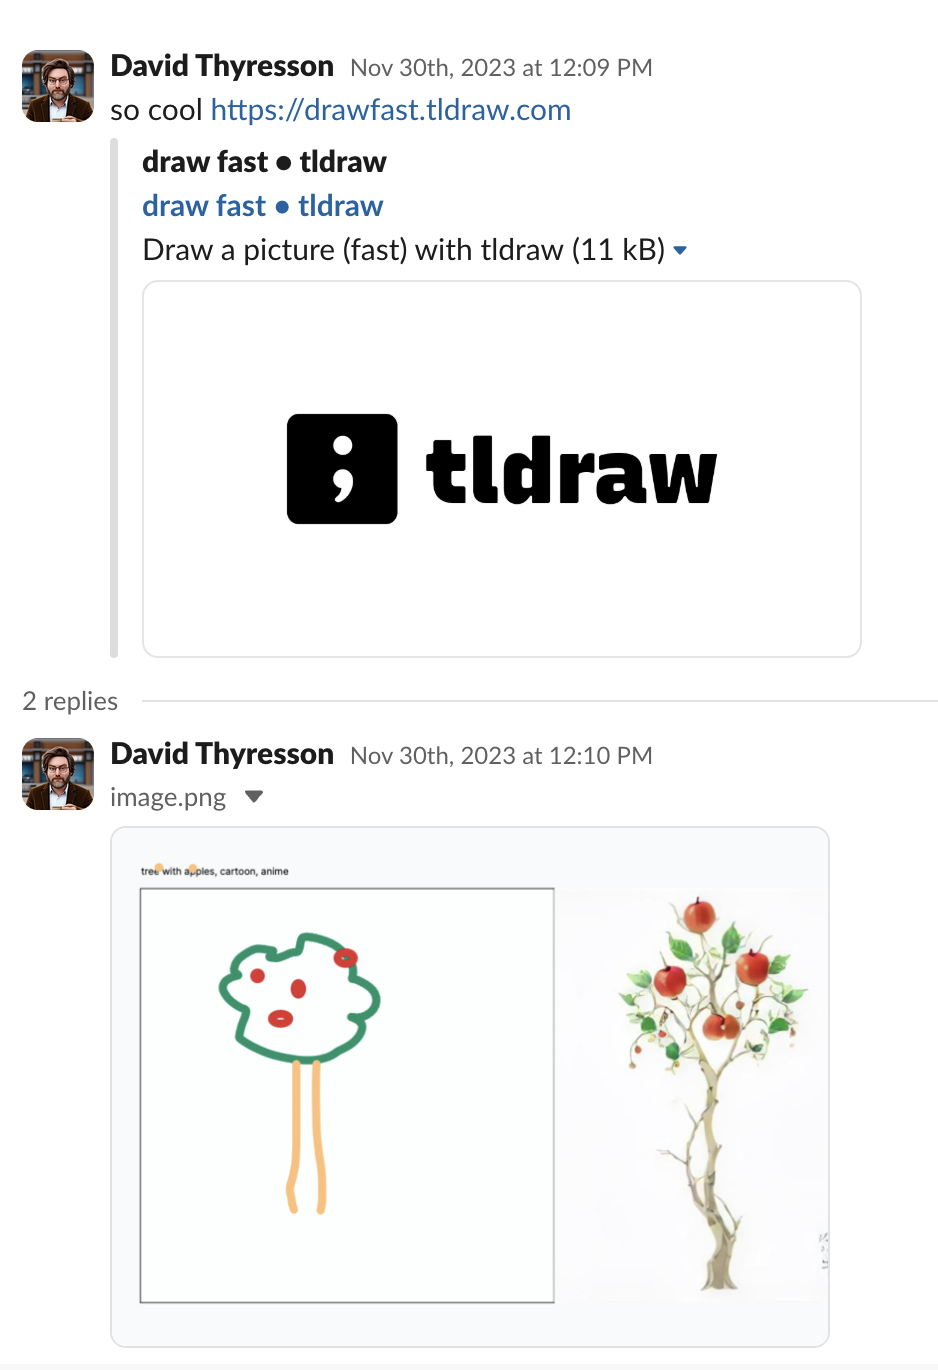 David Thyresson Nov 30th, 2023 at 12:09 PM
so cool https://drawfast.tldraw.com
draw fast ● tldraw
draw fast ● tldraw
Draw a picture (fast) with tldraw (11 kB)
tldraw
2 replies
David Thyresson Nov 30th, 2023 at 12:10 PM
image.png
tree with apples, cartoon, anime